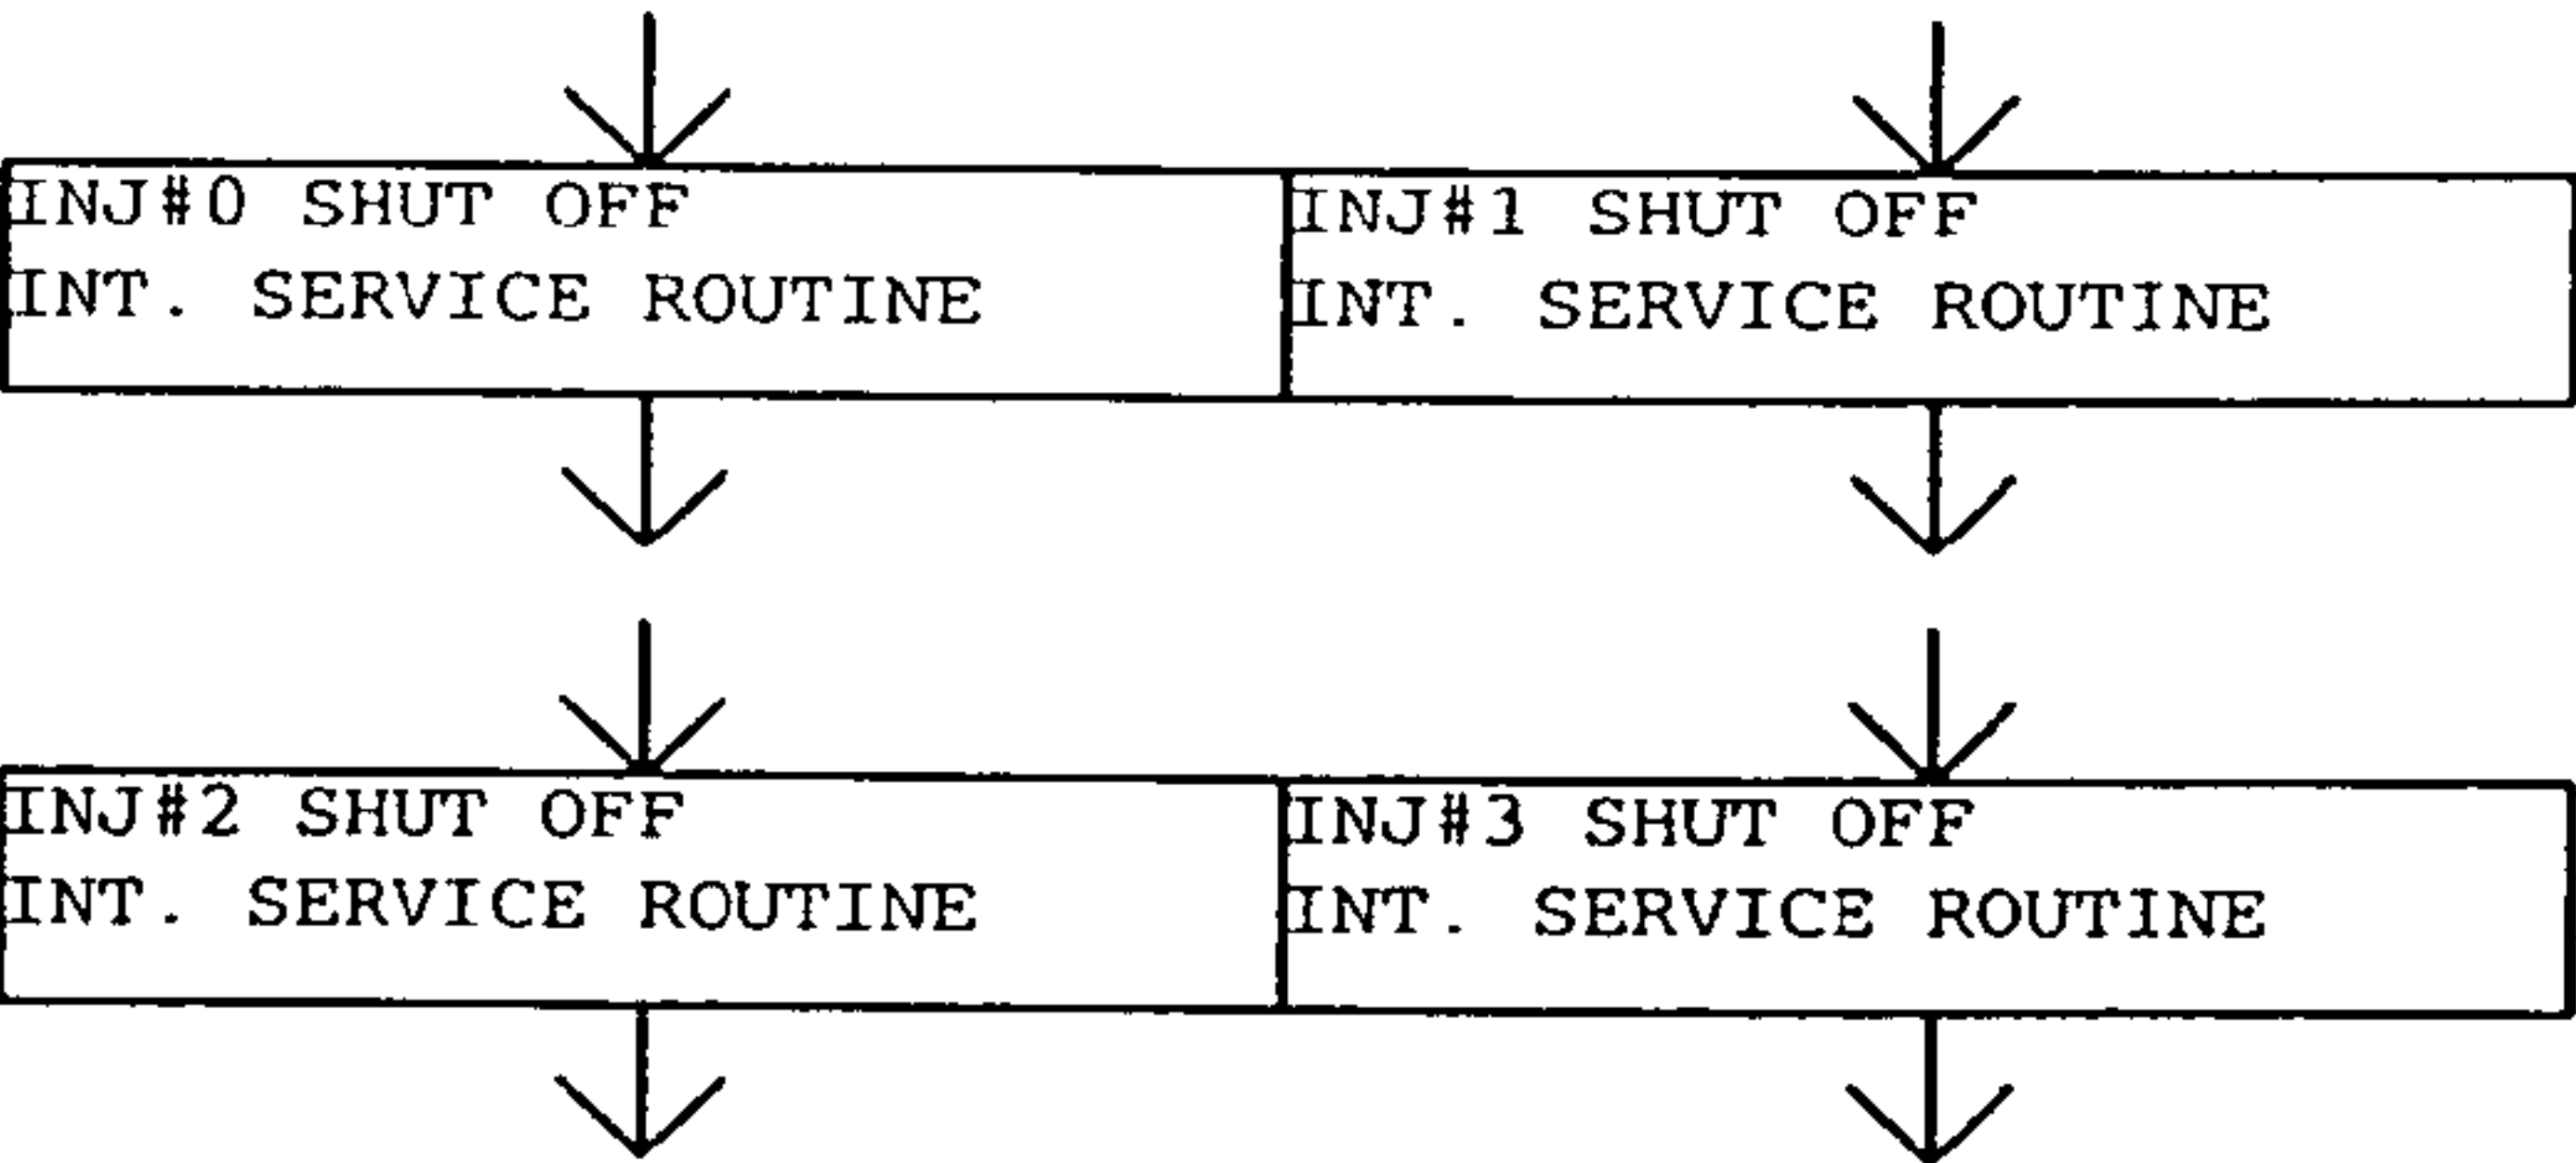 INJ#0 SHUT OFF
INT. SERVICE ROUTINE
INJ#1 SHUT OFF
INT. SERVICE ROUTINE
INJ#2 SHUT OFF
INT. SERVICE ROUTINE
INJ#3 SHUT OFF
INT. SERVICE ROUTINE